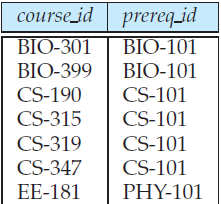 course_id prereq_id
BIO-301 BIO-101
BIO-399 BIO-101
CS-190 CS-101
CS-315 CS-101
CS-319 CS-101
CS-347 CS-101
EE-181 PHY-101